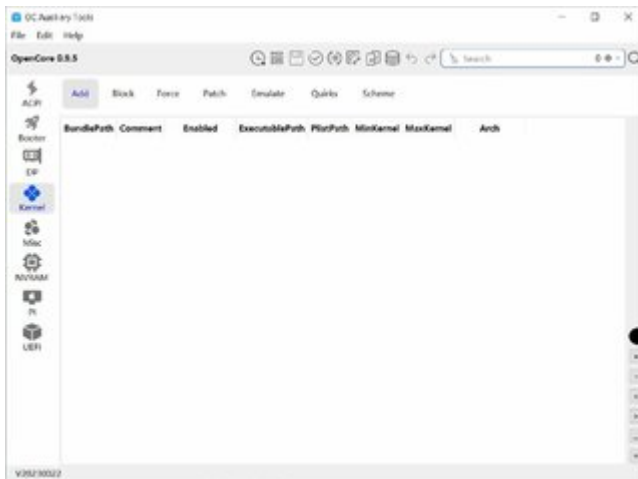 OC Auxiliary Tools
File Edit Help
OpenCore 0.9.5
Search
0
ACPI
Add Block Force Patch Emulate Quirks Scheme
Booter
BundlePath Comment Enabled ExecutablePath PlistPath MinKernel MaxKernel Arch
DP
Kernel
Misc
NVRAM
PI
UEFI